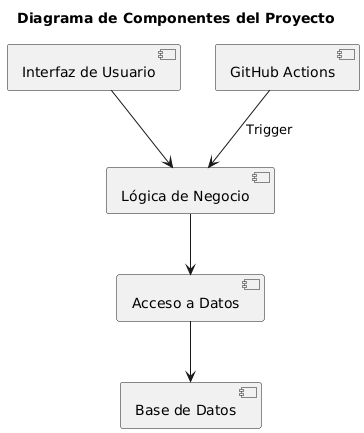 Diagrama de Componentes del Proyecto
Interfaz de Usuario
GitHub Actions
Trigger
Lógica de Negocio
Acceso a Datos
Base de Datos